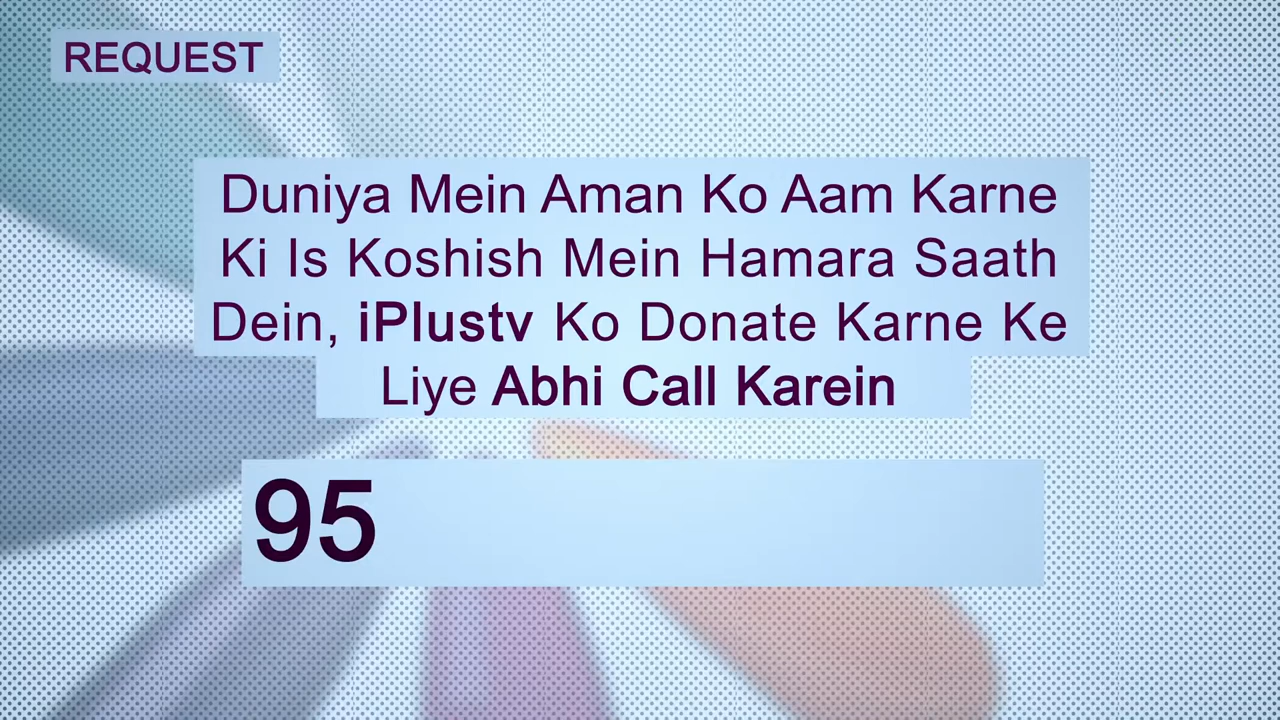 REQUEST
Duniya Mein Aman Ko Aam Karne
Ki Is Koshish Mein Hamara Saath
Dein, iPlustv Ko Donate Karne Ke
Liye Abhi Call Karein
95